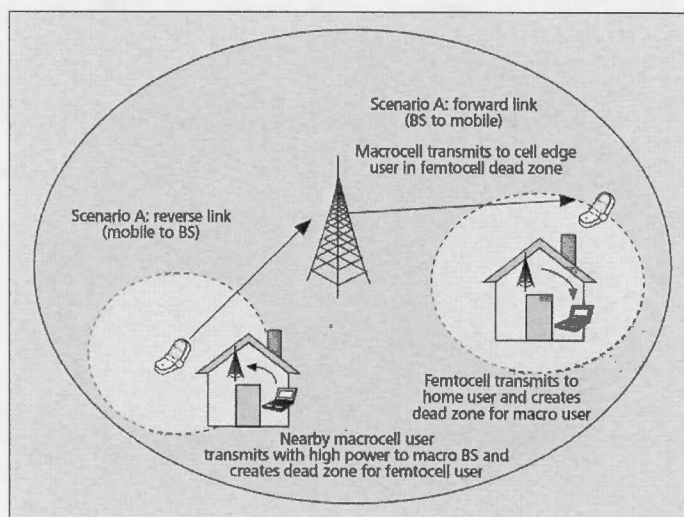 Scenario A: forward link
(BS to mobile)
Macrocell transmits to cell edge
user in femtocell dead zone
Scenario A: reverse link
(mobile to BS)
Femtocell transmits to
home user and creates
dead zone for macro user
Nearby macrocell user
transmits with high power to macro BS and
creates dead zone for femtocell user